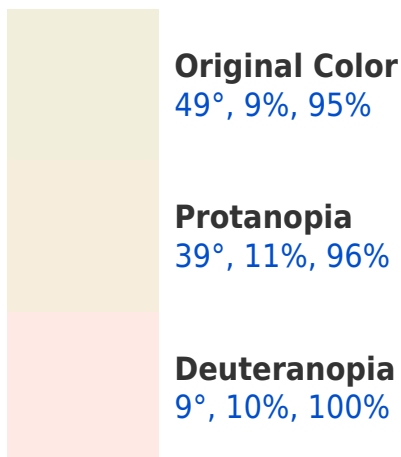 Original Color
49°, 9%, 95%
Protanopia
39°, 11%, 96%
Deuteranopia
9°, 10%, 100%